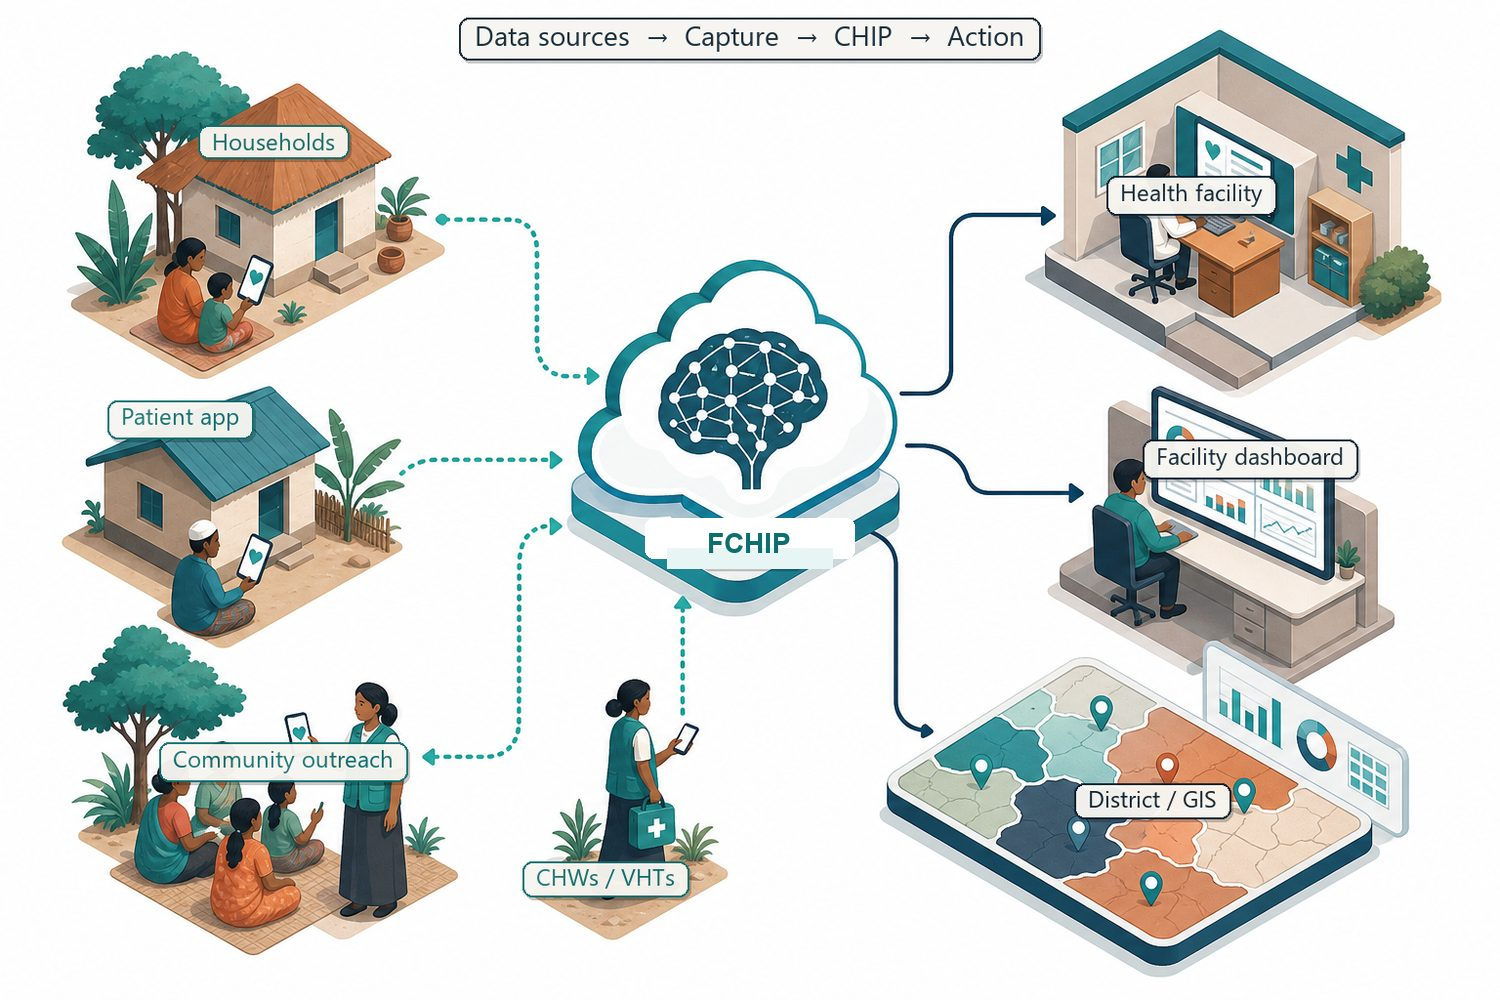 Data sources → Capture → CHIP → Action
Households
Health facility
Patient app
Facility dashboard
FCHIP
Community outreach
District / GIS
CHWs / VHTs